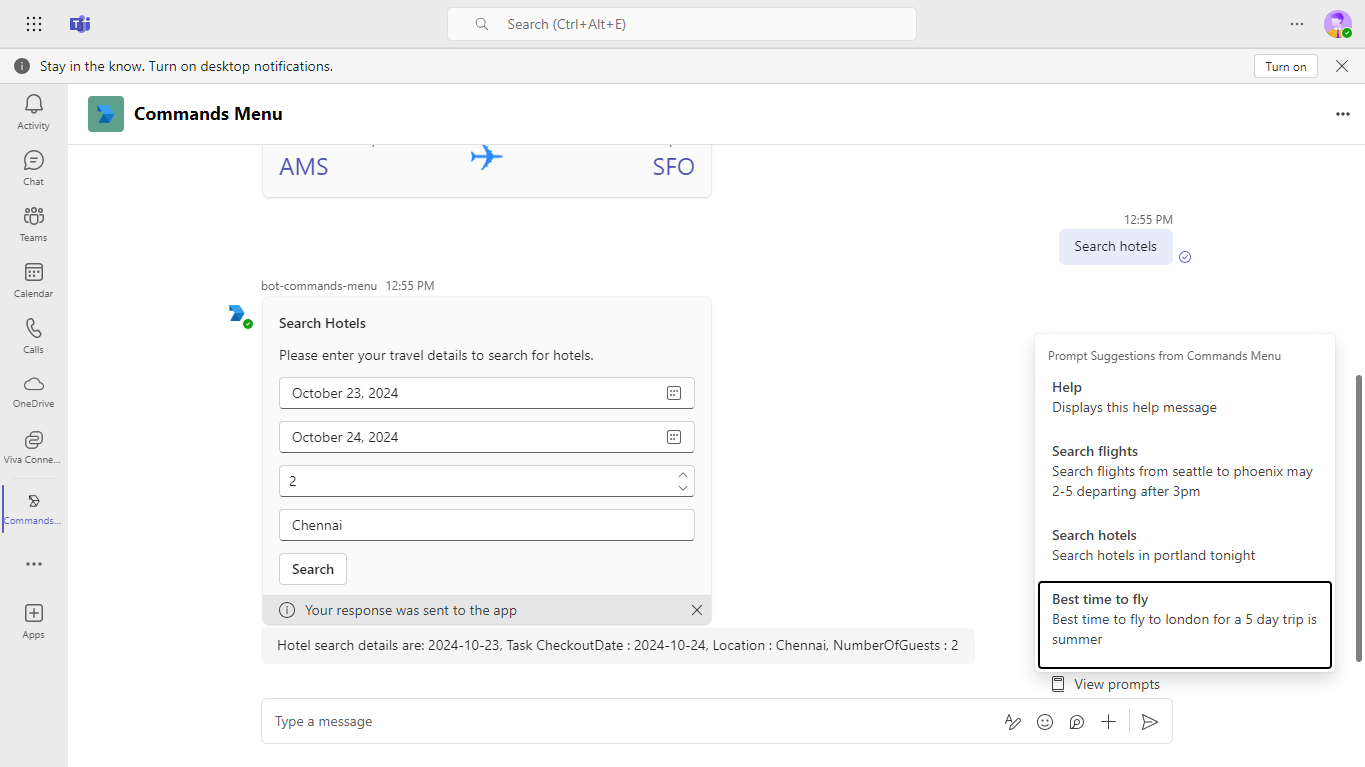 Search (Ctrl+Alt+E)
Stay in the know. Turn on desktop notifications.
Turn on
Activity
Chat
Teams
Calendar
Calls
OneDrive
Viva Conne...
Commands...
Apps
Commands Menu
AMS
SFO
12:55 PM
Search hotels
bot-commands-menu 12:55 PM
Search Hotels
Please enter your travel details to search for hotels.
October 23, 2024
October 24, 2024
2
Chennai
Search
Your response was sent to the app
Hotel search details are: 2024-10-23, Task CheckoutDate : 2024-10-24, Location : Chennai, NumberOfGuests : 2
Prompt Suggestions from Commands Menu
Help
Displays this help message
Search flights
Search flights from seattle to phoenix may
2-5 departing after 3pm
Search hotels
Search hotels in portland tonight
Best time to fly
Best time to fly to london for a 5 day trip is
summer
View prompts
Type a message